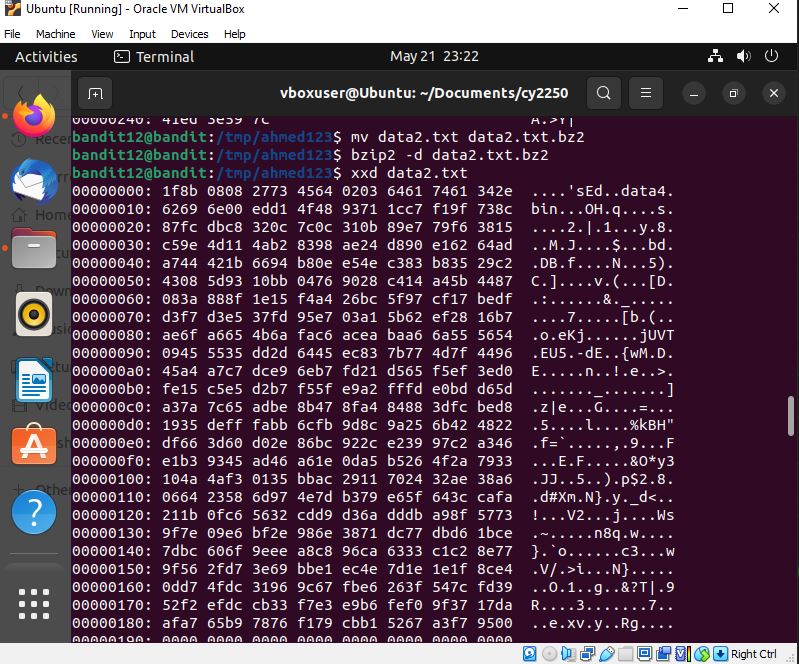 Ubuntu [Running] - Oracle VM VirtualBox
File Machine View Input Devices Help
Activities Terminal May 21 23:22
vboxuser@Ubuntu: ~/Documents/cy2250
00000240: 41ed 3e59 7c A.>Y|
bandit12@bandit:/tmp/ahmed123$ mv data2.txt data2.txt.bz2
bandit12@bandit:/tmp/ahmed123$ bzip2 -d data2.txt.bz2
bandit12@bandit:/tmp/ahmed123$ xxd data2.txt
00000000: 1f8b 0808 2773 4564 0203 6461 7461 342e ....'sEd..data4.
00000010: 6269 6e00 edd1 4f48 9371 1cc7 f19f 738c bin...OH.q....s.
00000020: 87fc dbc8 320c 7c0c 310b 89e7 79f6 3815 ....2.|.1...y.8.
00000030: c59e 4d11 4ab2 8398 ae24 d890 e162 64ad ..M.J....$...bd.
00000040: a744 421b 6694 b80e e54e c383 b835 29c2 .DB.f....N...5).
00000050: 4308 5d93 10bb 0476 9028 c414 a45b 4487 C.]....v.(...[D.
00000060: 083a 888f 1e15 f4a4 26bc 5f97 cf17 bedf .:......&._.....
00000070: d3f7 d3e5 37fd 95e7 03a1 5b62 ef28 16b7 ....7.....[b.(..
00000080: ae6f a665 4b6a fac6 acea baa6 6a55 5654 .o.eKj......jUVT
00000090: 0945 5535 dd2d 6445 ec83 7b77 4d7f 4496 .EU5.-dE..{wM.D.
000000a0: 45a4 a7c7 dce9 6eb7 fd21 d565 f5ef 3ed0 E.....n..!.e..>.
000000b0: fe15 c5e5 d2b7 f55f e9a2 fffd e0bd d65d ......._.......]
000000c0: a37a 7c65 adbe 8b47 8fa4 8488 3dfc bed8 .z|e...G....=...
000000d0: 1935 deff fabb 6cfb 9d8c 9a25 6b42 4822 .5....l....%kBH"
000000e0: df66 3d60 d02e 86bc 922c e239 97c2 a346 .f=`.....,.9...F
000000f0: e1b3 9345 ad46 a61e 0da5 b526 4f2a 7933 ...E.F.....&O*y3
00000100: 104a 4af3 0135 bbac 2911 7024 32ae 38a6 .JJ..5..).p$2.8.
00000110: 0664 2358 6d97 4e7d b379 e65f 643c cafa .d#Xm.N}.y._d<..
00000120: 211b 0fc6 5632 cdd9 d36a dddb a98f 5773 !...V2...j....Ws
00000130: 9f7e 09e6 bf2e 986e 3871 dc77 dbd6 1bce .~.....n8q.w....
00000140: 7dbc 606f 9eee a8c8 96ca 6333 c1c2 8e77 }.`o......c3...w
00000150: 9f56 2fd7 3e69 bbe1 ec4e 7d1e 1e1f 8ce4 .V/.>i...N}.....
00000160: 0dd7 4fdc 3196 9c67 fbe6 263f 547c fd39 ..O.1..g..&?T|.9
00000170: 52f2 efdc cb33 f7e3 e9b6 fef0 9f37 17da R....3.......7..
00000180: afa7 65b9 7876 f179 cbb1 5267 a3f7 9500 ..e.xv.y..Rg....
00000190: 0000 0000 0000 0000 0000 0000 0000 0000
Right Ctrl